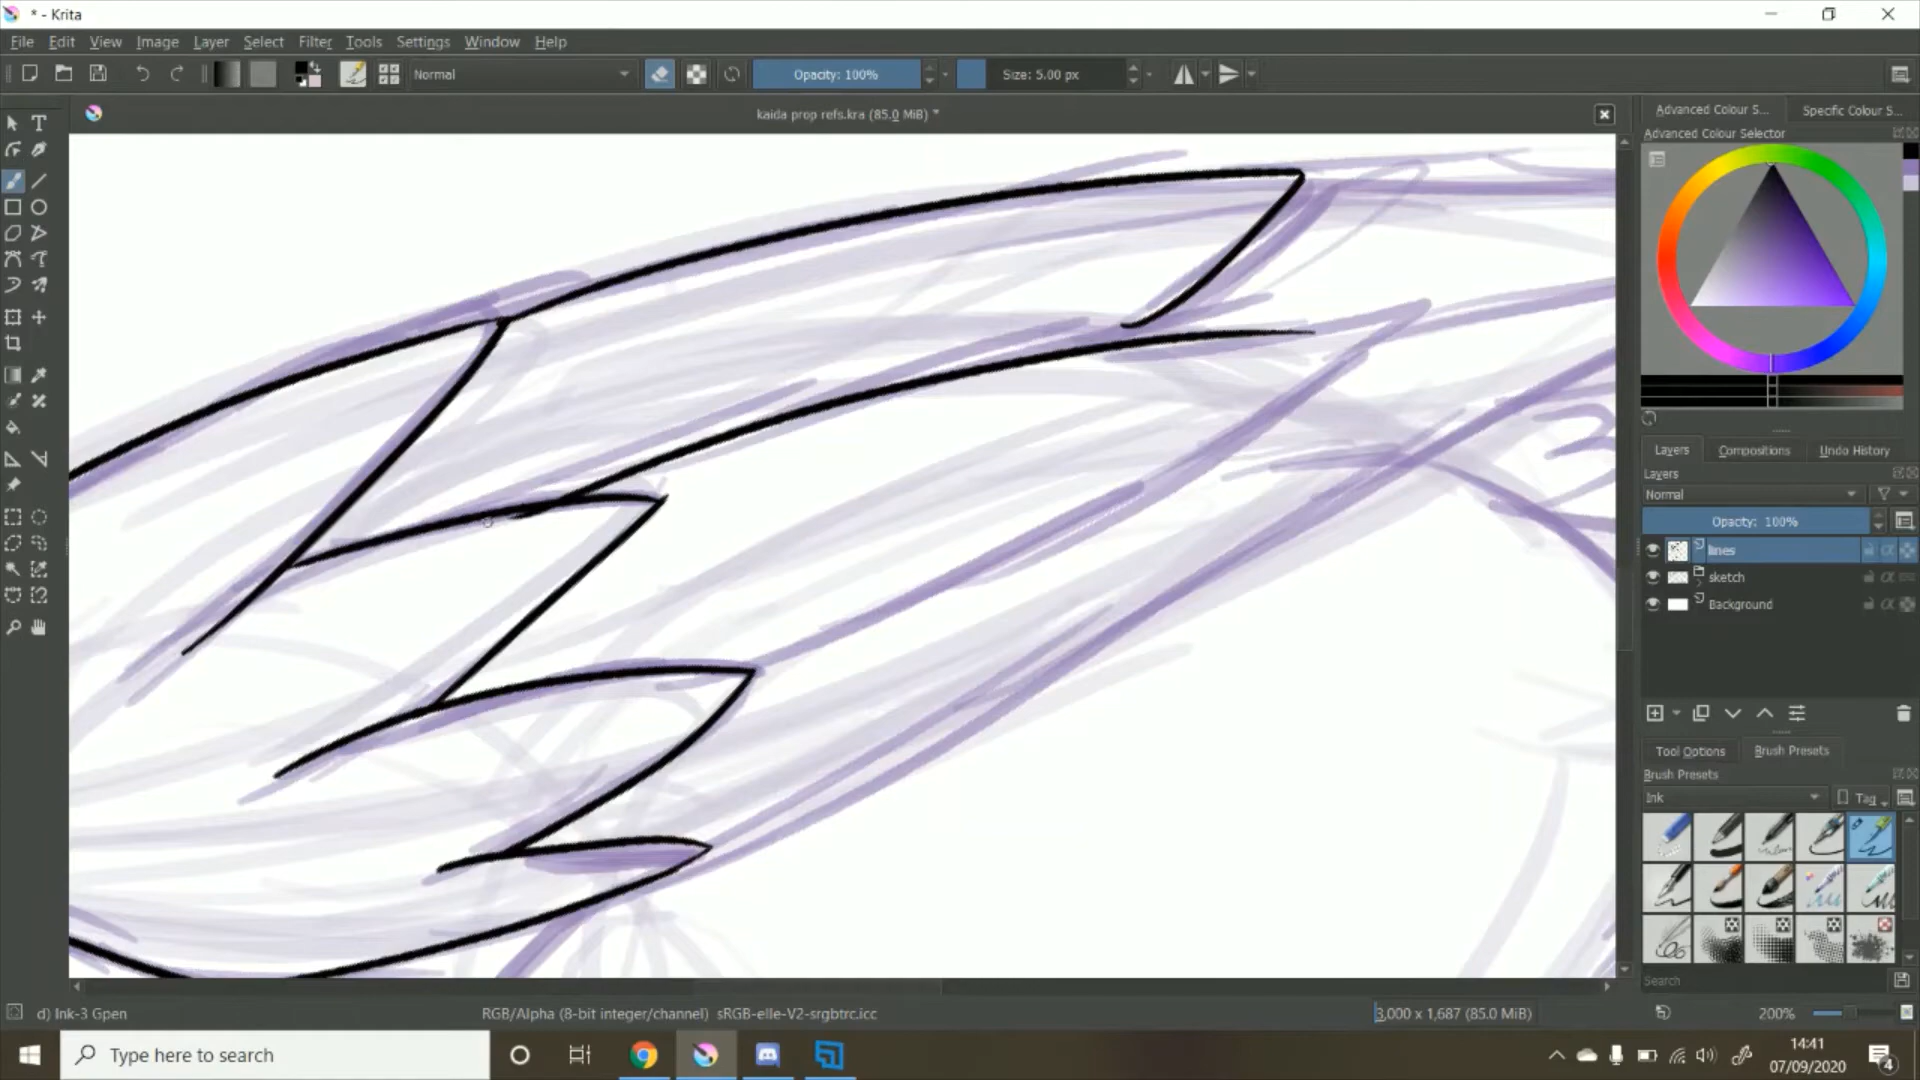 * - Krita
File Edit View Image Layer Select Filter Tools Settings Window Help
Normal Opacity: 100% Size: 5.00 px
kaida prop refs.kra (85.0 MiB) *
Advanced Colour S... Specific Colour S...
Advanced Colour Selector
Layers Compositions Undo History
Layers
Normal
Opacity: 100%
lines
sketch
Background
Tool Options Brush Presets
Brush Presets
Ink Tag
Search
d) Ink-3 Gpen RGB/Alpha (8-bit integer/channel) sRGB-elle-V2-srgbtrc.icc 3,000 x 1,687 (85.0 MiB) 200%
Type here to search
14:41
07/09/2020
4